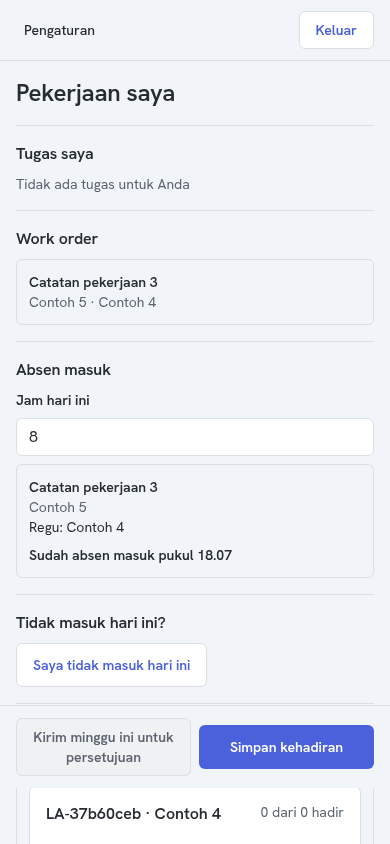 Pengaturan
Keluar
Pekerjaan saya
Tugas saya
Tidak ada tugas untuk Anda
Work order
Catatan pekerjaan 3
Contoh 5 · Contoh 4
Absen masuk
Jam hari ini
8
Catatan pekerjaan 3
Contoh 5
Regu: Contoh 4
Sudah absen masuk pukul 18.07
Tidak masuk hari ini?
Saya tidak masuk hari ini
Kirim minggu ini untuk
persetujuan
Simpan kehadiran
LA-37b60ceb · Contoh 4
0 dari 0 hadir